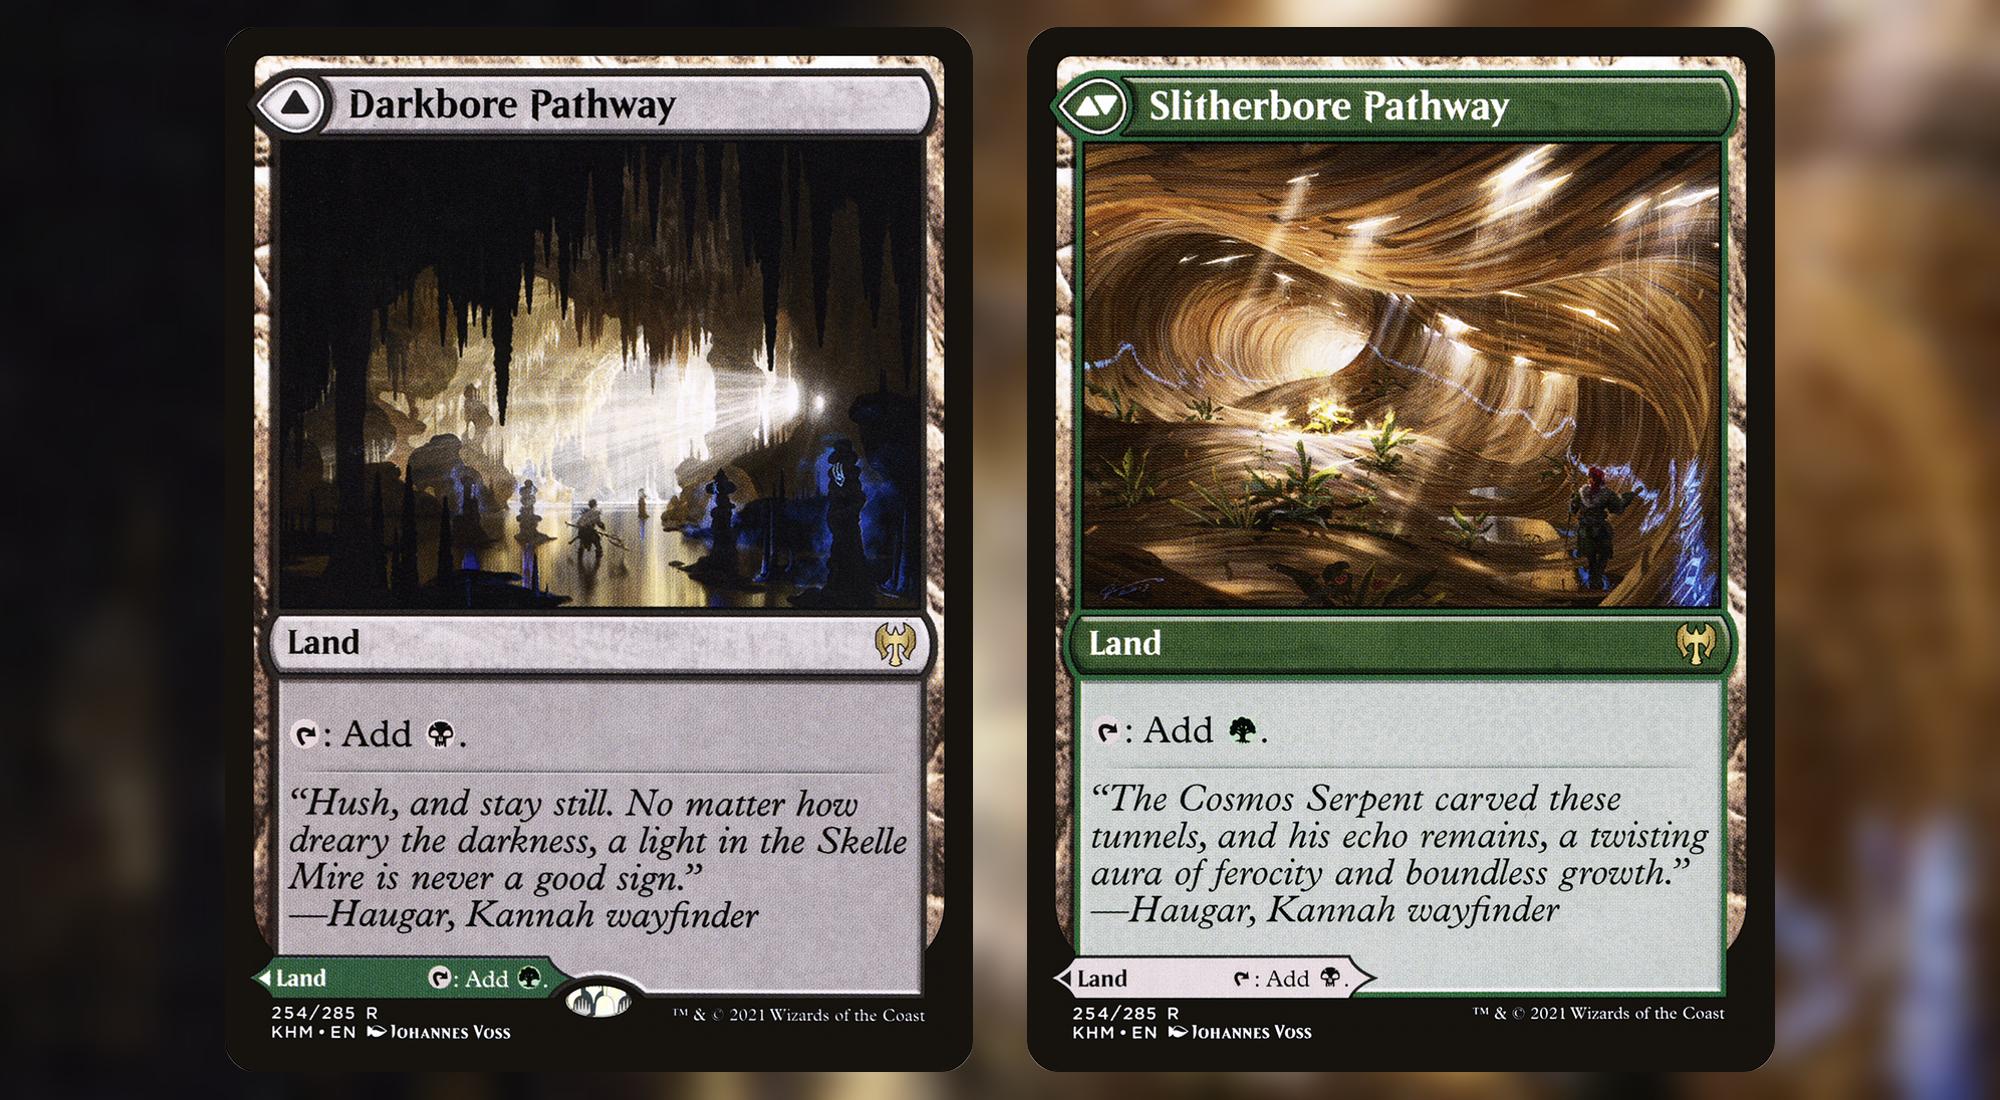 Darkbore Pathway
Land
: Add .
“Hush, and stay still. No matter how
dreary the darkness, a light in the Skelle
Mire is never a good sign.”
—Haugar, Kannah wayfinder
Land : Add .
254/285 R
KHM • EN Johannes Voss
™ & © 2021 Wizards of the Coast
Slitherbore Pathway
Land
: Add .
“The Cosmos Serpent carved these
tunnels, and his echo remains, a twisting
aura of ferocity and boundless growth.”
—Haugar, Kannah wayfinder
Land : Add .
254/285 R
KHM • EN Johannes Voss
™ & © 2021 Wizards of the Coast